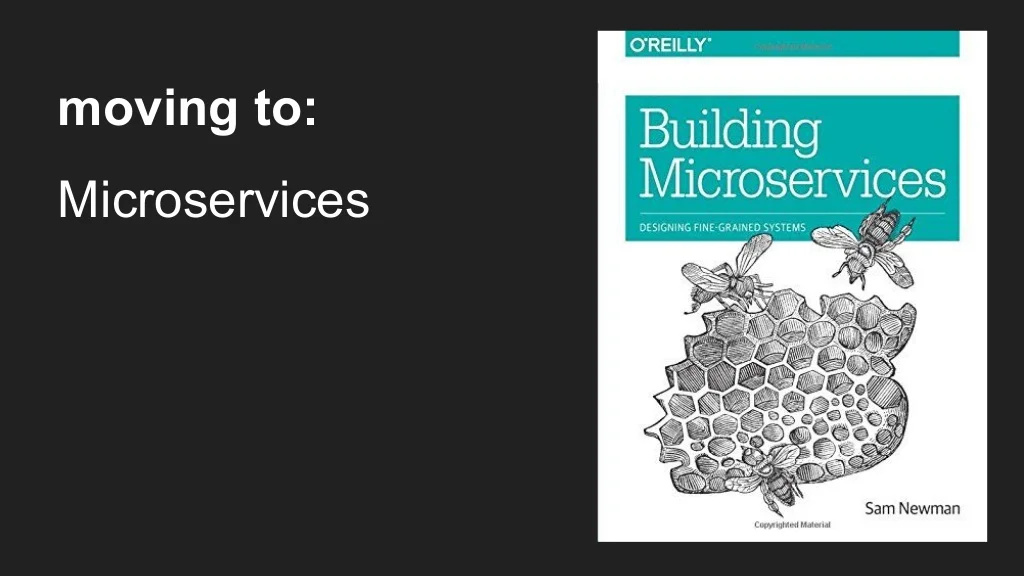 moving to:
Microservices
O'REILLY®
Building
Microservices
DESIGNING FINE-GRAINED SYSTEMS
Sam Newman
Copyrighted Material